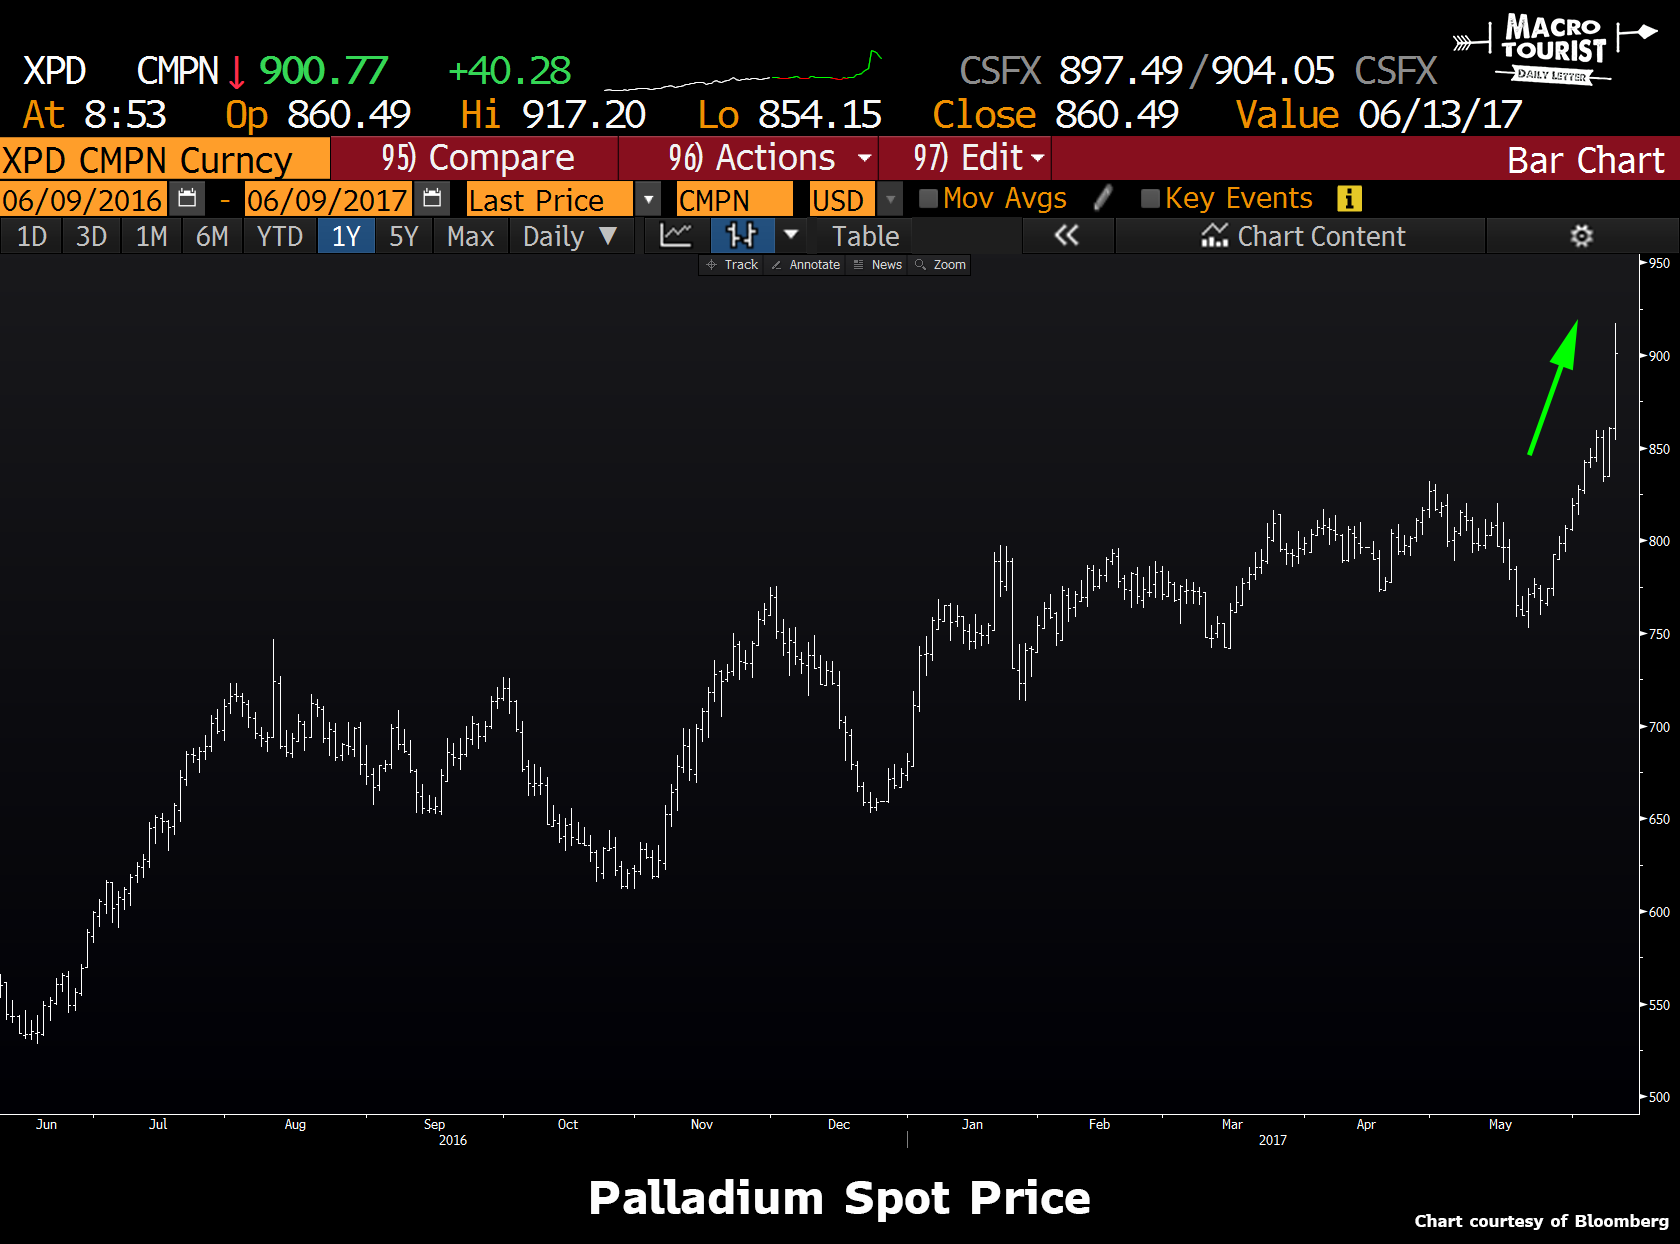 MACRO
TOURIST
DAILY LETTER
XPD CMPN↓ 900.77 +40.28 CSFX 897.49/904.05 CSFX
At 8:53 Op 860.49 Hi 917.20 Lo 854.15 Close 860.49 Value 06/13/17
XPD CMPN Curncy 95) Compare 96) Actions 97) Edit Bar Chart
06/09/2016 - 06/09/2017 Last Price CMPN USD Mov Avgs Key Events i
1D 3D 1M 6M YTD 1Y 5Y Max Daily ▼ Table « Chart Content
Track Annotate News Zoom
950
900
850
800
750
700
650
600
550
500
Jun Jul Aug Sep Oct Nov Dec Jan Feb Mar Apr May
2016 2017
Palladium Spot Price
Chart courtesy of Bloomberg